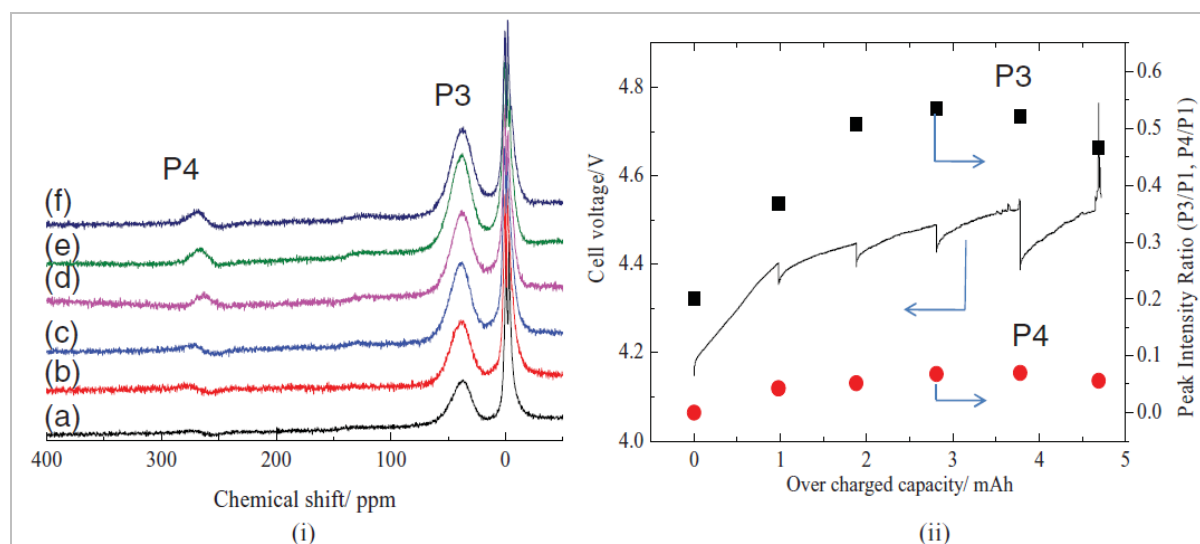 P3
P4
(f)
(e)
(d)
(c)
(b)
(a)
400
300
200
100
0
Chemical shift/ ppm
(i)
4.8
4.6
4.4
4.2
4.0
Cell voltage/V
P3
P4
0.6
0.5
0.4
0.3
0.2
0.1
0.0
Peak Intensity Ratio (P3/P1, P4/P1)
0
1
2
3
4
5
Over charged capacity/ mAh
(ii)